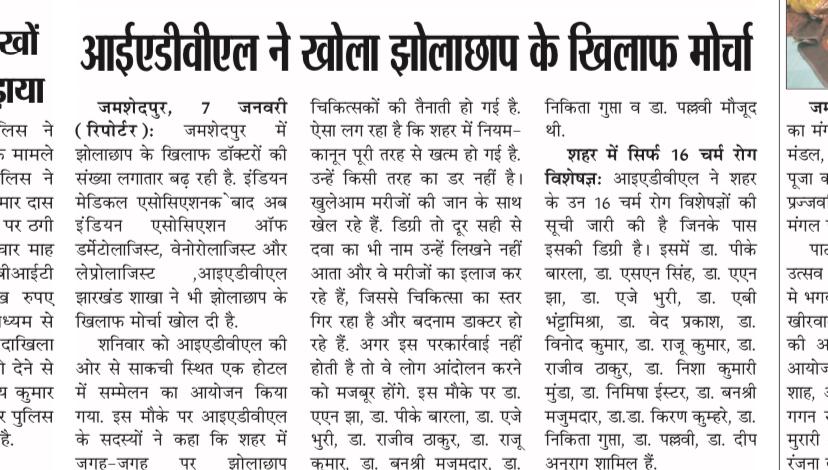 आईएडीवीएल ने खोला झोलाछाप के खिलाफ मोर्चा
जमशेदपुर, 7 जनवरी
(रिपोर्टर): जमशेदपुर में
झोलाछाप के खिलाफ डॉक्टरों की
संख्या लगातार बढ़ रही है. इंडियन
मेडिकल एसोसिएशनक े बाद अब
इंडियन एसोसिएशन ऑफ
डर्मेटोलाजिस्ट, वेनोरोलाजिस्ट और
लेप्रोलाजिस्ट ,आइएडीवीएल
झारखंड शाखा ने भी झोलाछाप के
खिलाफ मोर्चा खोल दी है.
शनिवार को आइएडीवीएल की
ओर से साकची स्थित एक होटल
में सम्मेलन का आयोजन किया
गया. इस मौके पर आइएडीवीएल
के सदस्यों ने कहा कि शहर में
जगह-जगह पर झोलाछाप
चिकित्सकों की तैनाती हो गई है.
ऐसा लग रहा है कि शहर में नियम-
कानून पूरी तरह से खत्म हो गई है.
उन्हें किसी तरह का डर नहीं है।
खुलेआम मरीजों की जान के साथ
खेल रहे हैं. डिग्री तो दूर सही से
दवा का भी नाम उन्हें लिखने नहीं
आता और वे मरीजों का इलाज कर
रहे हैं, जिससे चिकित्सा का स्तर
गिर रहा है और बदनाम डाक्टर हो
रहे हैं. अगर इस परकार्रवाई नहीं
होती है तो वे लोग आंदोलन करने
को मजबूर होंगे. इस मौके पर डा.
एएन झा, डा. पीके बारला, डा. एजे
भुरी, डा. राजीव ठाकुर, डा. राजू
कुमार, डा. बनश्री मजुमदार, डा.
निकिता गुप्ता व डा. पल्लवी मौजूद
थी.
शहर में सिर्फ 16 चर्म रोग
विशेषज्ञ: आइएडीवीएल ने शहर
के उन 16 चर्म रोग विशेषज्ञों की
सूची जारी की है जिनके पास
इसकी डिग्री है। इसमें डा. पीके
बारला, डा. एसएन सिंह, डा. एएन
झा, डा. एजे भुरी, डा. एबी
भंट्टामिश्रा, डा. वेद प्रकाश, डा.
विनोद कुमार, डा. राजू कुमार, डा.
राजीव ठाकुर, डा. निशा कुमारी
मुंडा, डा. निमिषा ईस्टर, डा. बनश्री
मजुमदार, डा.डा. किरण कुम्हरे, डा.
निकिता गुप्ता, डा. पल्लवी, डा. दीप
अनुराग शामिल हैं.
लिस ने
मामले
लिस ने
मार दास
पर ठगी
चार माह
बीआईटी
ख रुपए
ध्यम से
दाखिला
ो देने से
य कुमार
र पुलिस
है.
का मं
मंडल,
पूजा व
प्रज्जव
मंगल
उत्सव
मे भग
खीरवा
की अ
आयोज
शाह,
गगन
मुरारी
रंजना